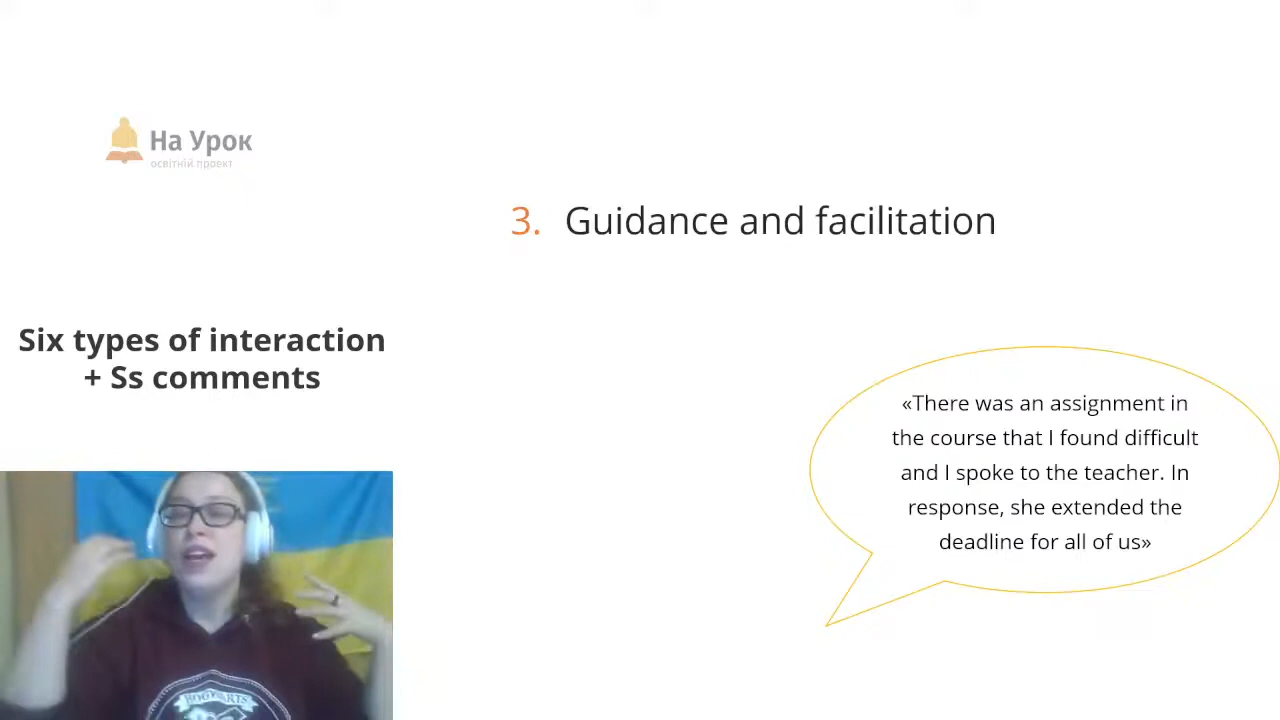 На Урок
освітній проект
3. Guidance and facilitation
Six types of interaction
+ Ss comments
«There was an assignment in
the course that I found difficult
and I spoke to the teacher. In
response, she extended the
deadline for all of us»
HOGWARTS